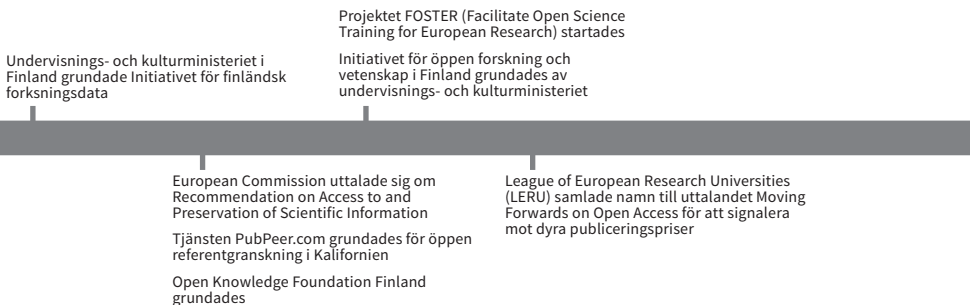 Projektet FOSTER (Facilitate Open Science
Training for European Research) startades
Initiativet för öppen forskning och
vetenskap i Finland grundades av
undervisnings- och kulturministeriet
Undervisnings- och kulturministeriet i
Finland grundade Initiativet för finländsk
forksningsdata
European Commission uttalade sig om
Recommendation on Access to and
Preservation of Scientific Information
Tjänsten PubPeer.com grundades för öppen
referentgranskning i Kalifornien
Open Knowledge Foundation Finland
grundades
League of European Research Universities
(LERU) samlade namn till uttalandet Moving
Forwards on Open Access för att signalera
mot dyra publiceringspriser